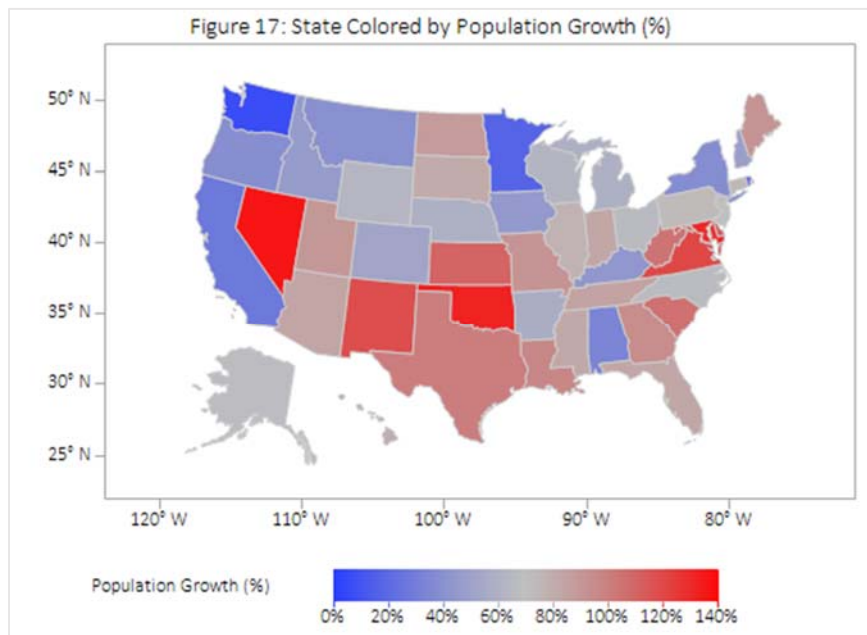 Figure 17: State Colored by Population Growth (%)
50° N
45° N
40° N
35° N
30° N
25° N
120° W 110° W 100° W 90° W 80° W
Population Growth (%)
0% 20% 40% 60% 80% 100% 120% 140%